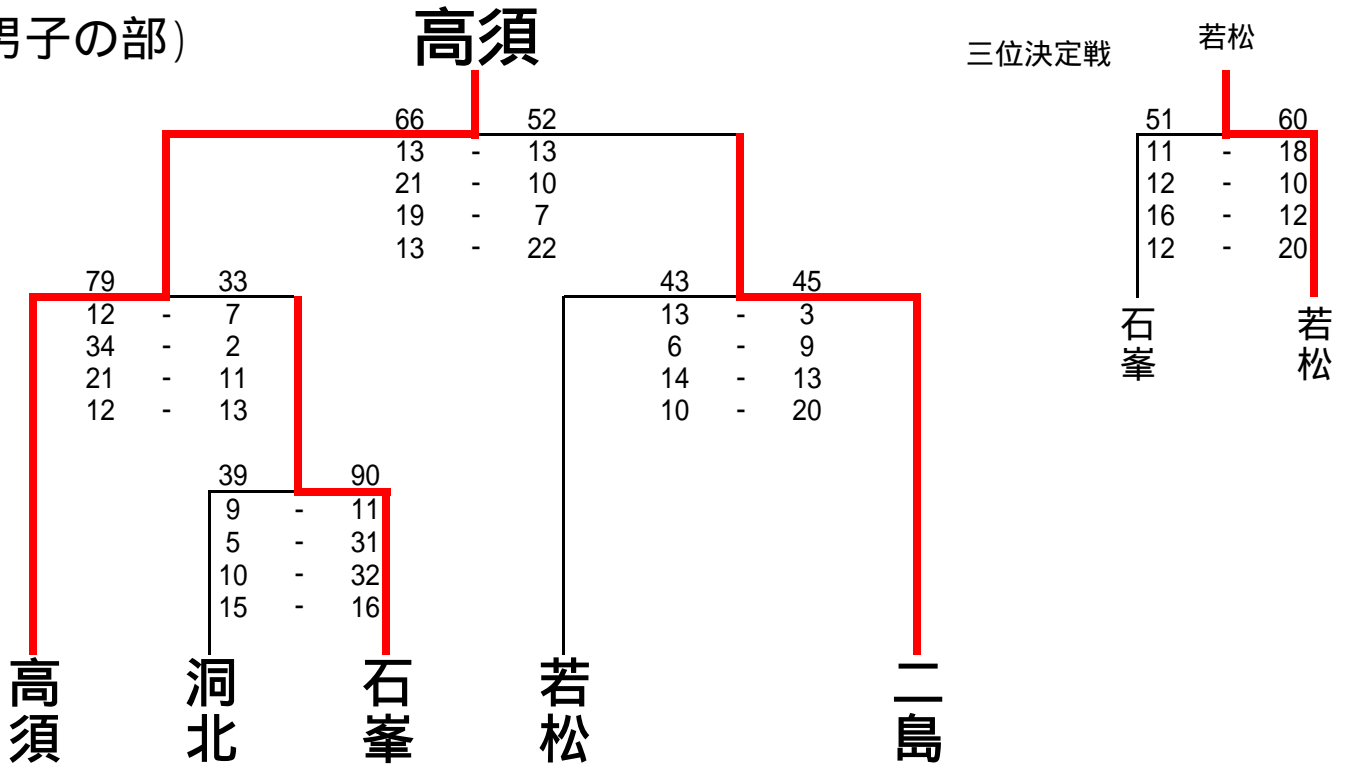 男子の部)
高須
三位決定戦
若松
66 52
13 - 13
21 - 10
19 - 7
13 - 22
51 60
11 - 18
12 - 10
16 - 12
12 - 20
石峯
若松
79 33
12 - 7
34 - 2
21 - 11
12 - 13
43 45
13 - 3
6 - 9
14 - 13
10 - 20
39 90
9 - 11
5 - 31
10 - 32
15 - 16
高須
洞北
石峯
若松
二島